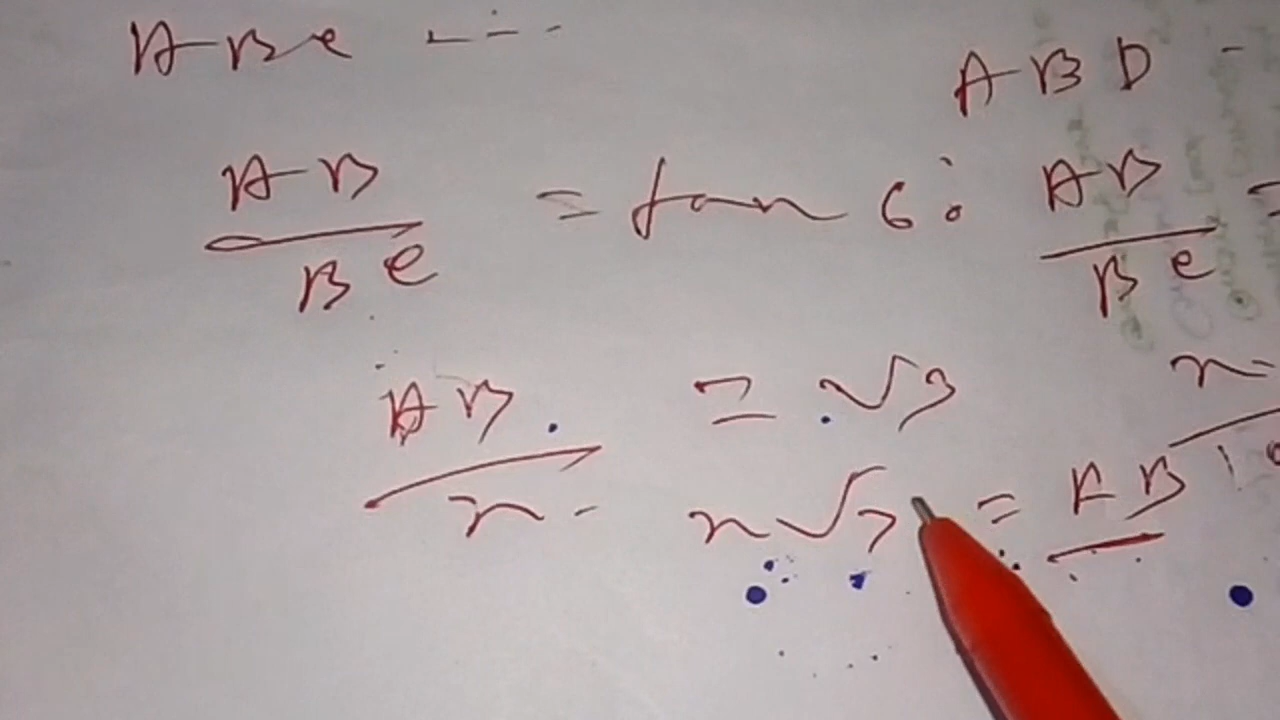 ABC ---
ABD -
AB/BC = tan 60
AB/BC =
AB/x = √3
x√3 = AB